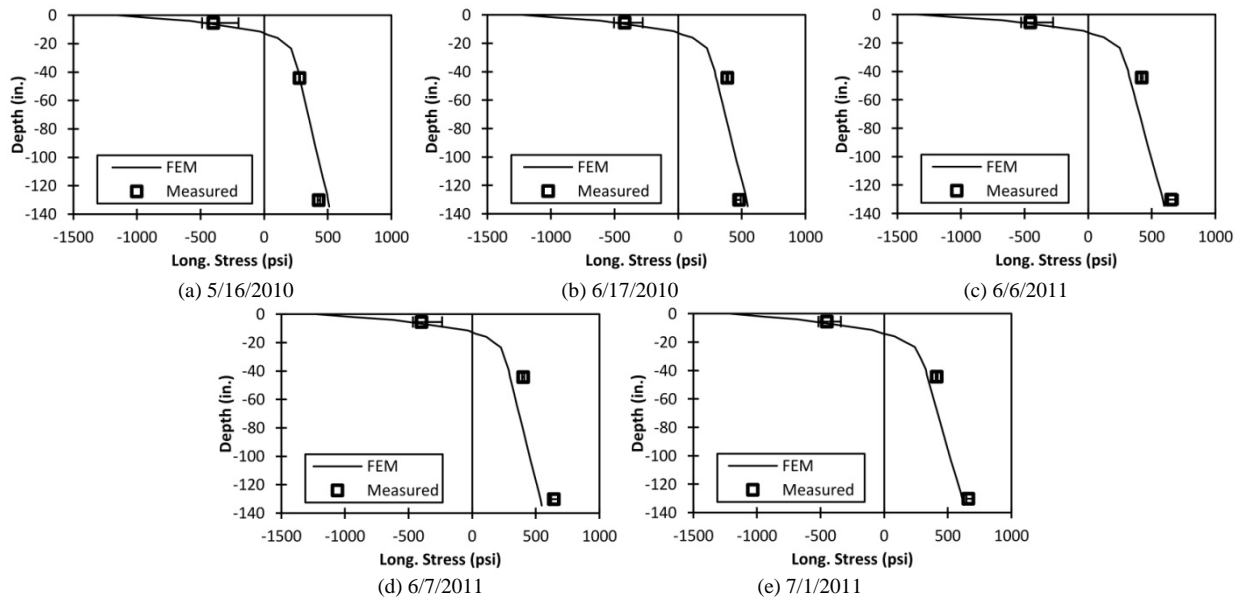 0
-20
-40
-60
-80
-100
-120
-140
Depth (in.)
FEM
Measured
-1500 -1000 -500 0 500 1000
Long. Stress (psi)
(a) 5/16/2010
0
-20
-40
-60
-80
-100
-120
-140
Depth (in.)
FEM
Measured
-1500 -1000 -500 0 500 1000
Long. Stress (psi)
(b) 6/17/2010
0
-20
-40
-60
-80
-100
-120
-140
Depth (in.)
FEM
Measured
-1500 -1000 -500 0 500 1000
Long. Stress (psi)
(c) 6/6/2011
0
-20
-40
-60
-80
-100
-120
-140
Depth (in.)
FEM
Measured
-1500 -1000 -500 0 500 1000
Long. Stress (psi)
(d) 6/7/2011
0
-20
-40
-60
-80
-100
-120
-140
Depth (in.)
FEM
Measured
-1500 -1000 -500 0 500 1000
Long. Stress (psi)
(e) 7/1/2011